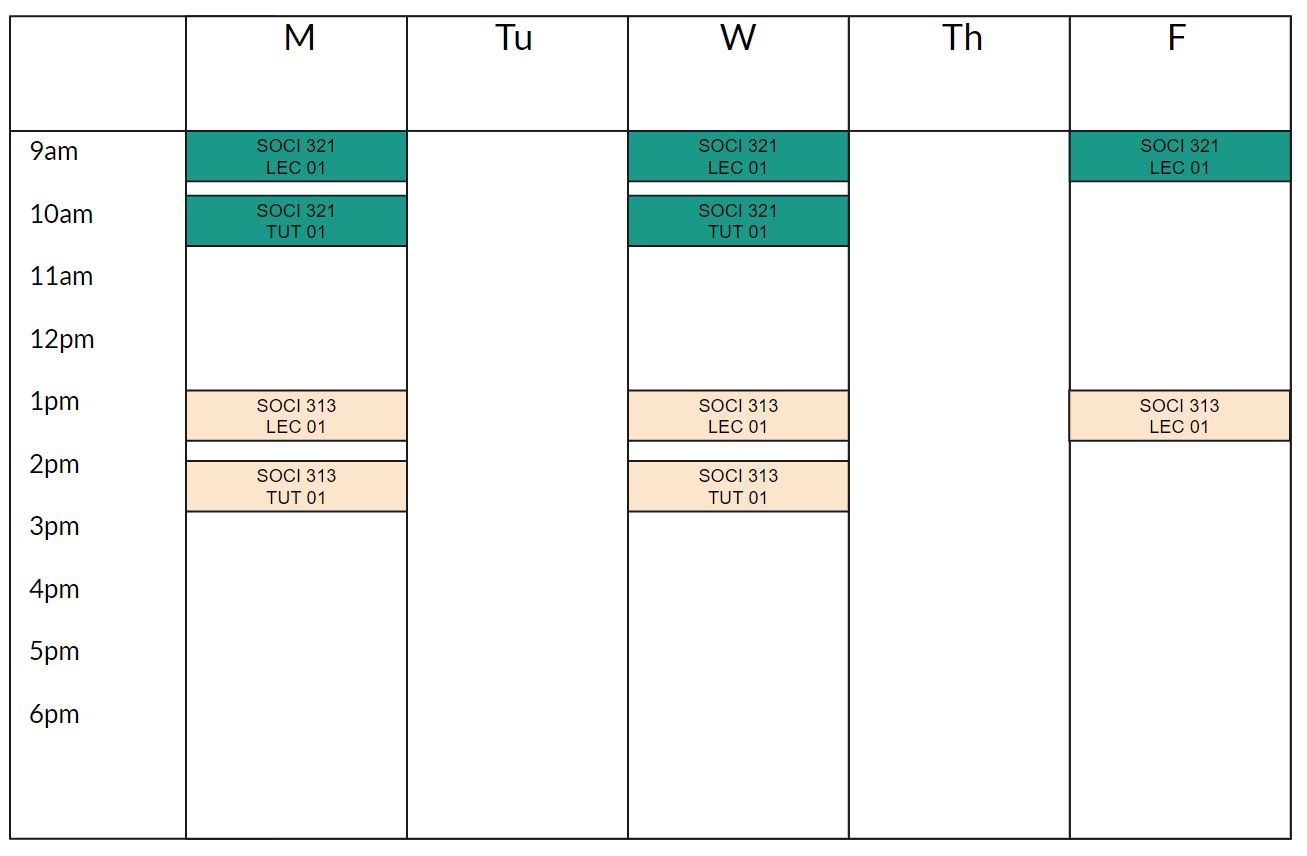 M Tu W Th F
9am
SOCI 321
LEC 01
SOCI 321
LEC 01
SOCI 321
LEC 01
10am
SOCI 321
TUT 01
SOCI 321
TUT 01
11am
12pm
1pm
SOCI 313
LEC 01
SOCI 313
LEC 01
SOCI 313
LEC 01
2pm
SOCI 313
TUT 01
SOCI 313
TUT 01
3pm
4pm
5pm
6pm